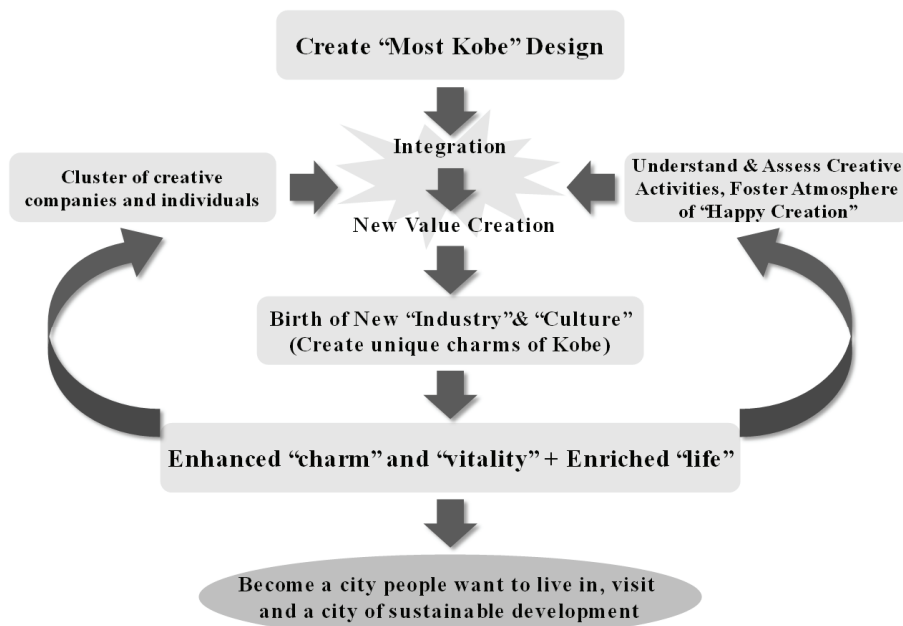 Create “Most Kobe” Design
Integration
Cluster of creative
companies and individuals
Understand & Assess Creative
Activities, Foster Atmosphere
of “Happy Creation”
New Value Creation
Birth of New “Industry”& “Culture”
(Create unique charms of Kobe)
Enhanced “charm” and “vitality” + Enriched “life”
Become a city people want to live in, visit
and a city of sustainable development